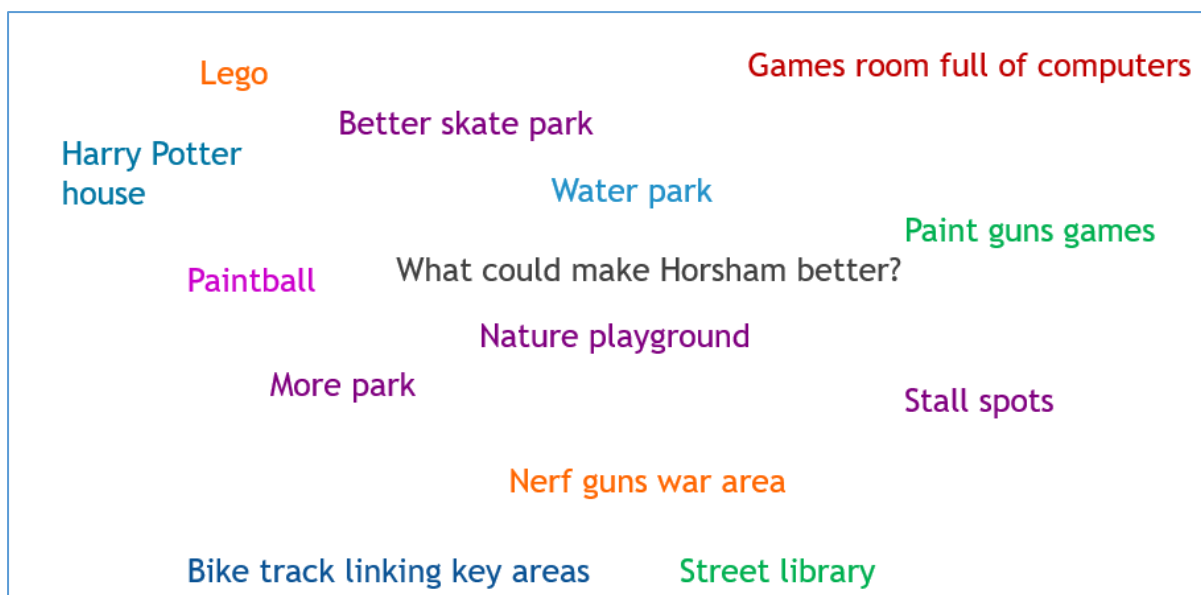 Lego
Games room full of computers
Better skate park
Harry Potter
house
Water park
Paint guns games
What could make Horsham better?
Paintball
Nature playground
More park
Stall spots
Nerf guns war area
Bike track linking key areas
Street library